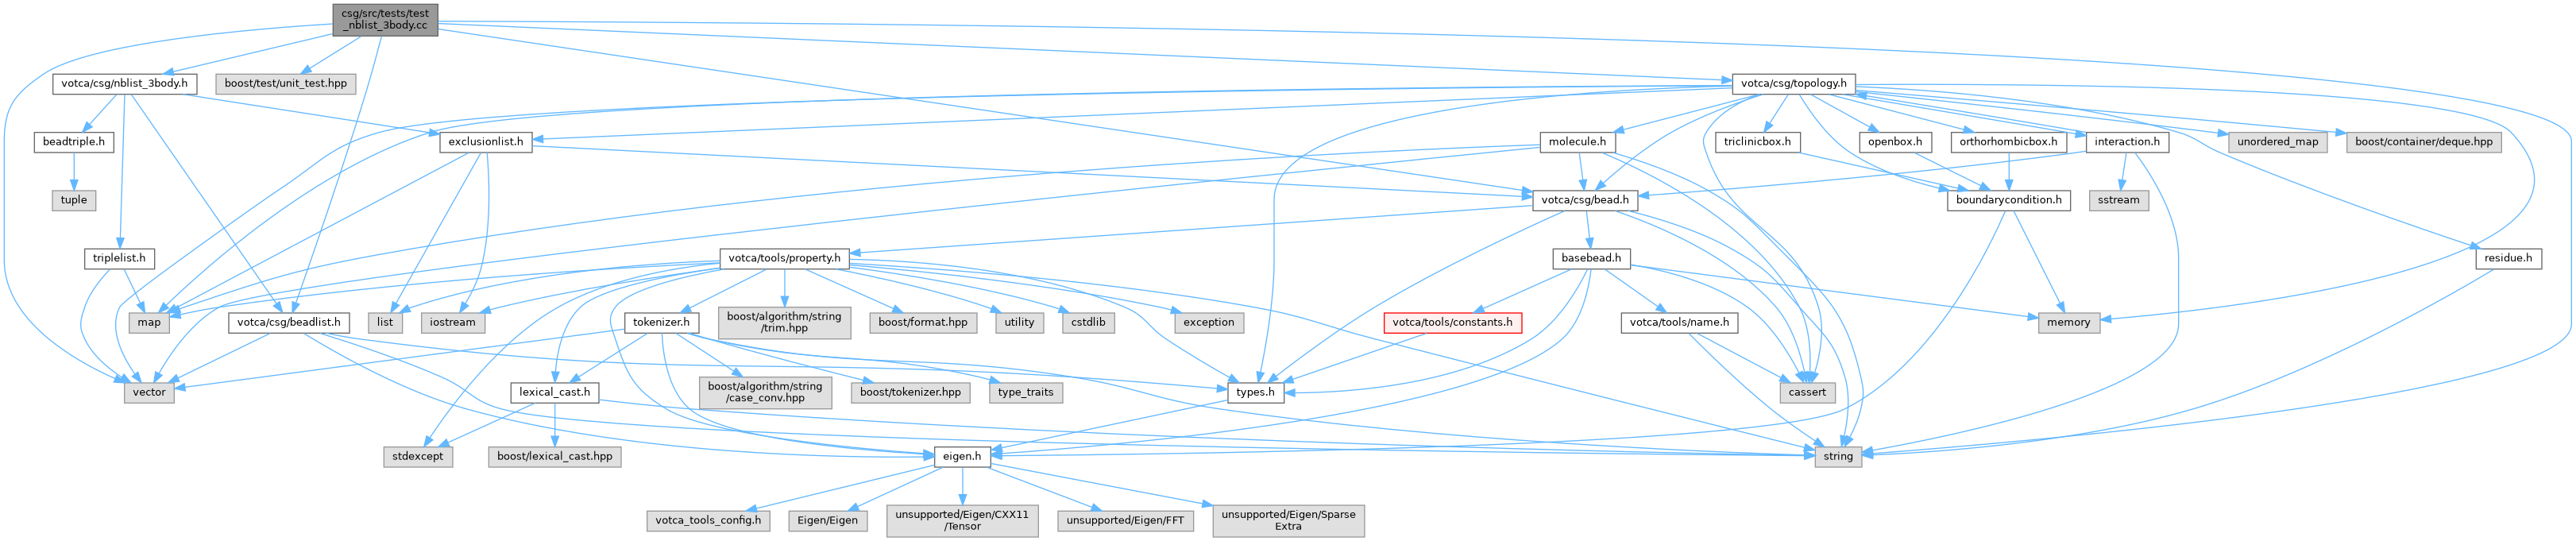 csg/src/tests/test
_nblist_3body.cc
votca/csg/nblist_3body.h
boost/test/unit_test.hpp
votca/csg/topology.h
beadtriple.h
exclusionlist.h
molecule.h
triclinicbox.h
openbox.h
orthorhombicbox.h
interaction.h
unordered_map
boost/container/deque.hpp
tuple
votca/csg/bead.h
boundarycondition.h
sstream
triplelist.h
votca/tools/property.h
basebead.h
residue.h
map
votca/csg/beadlist.h
list
iostream
tokenizer.h
boost/algorithm/string
/trim.hpp
boost/format.hpp
utility
cstdlib
exception
votca/tools/constants.h
votca/tools/name.h
memory
vector
lexical_cast.h
boost/algorithm/string
/case_conv.hpp
boost/tokenizer.hpp
type_traits
types.h
cassert
stdexcept
boost/lexical_cast.hpp
eigen.h
string
votca_tools_config.h
Eigen/Eigen
unsupported/Eigen/CXX11
/Tensor
unsupported/Eigen/FFT
unsupported/Eigen/Sparse
Extra